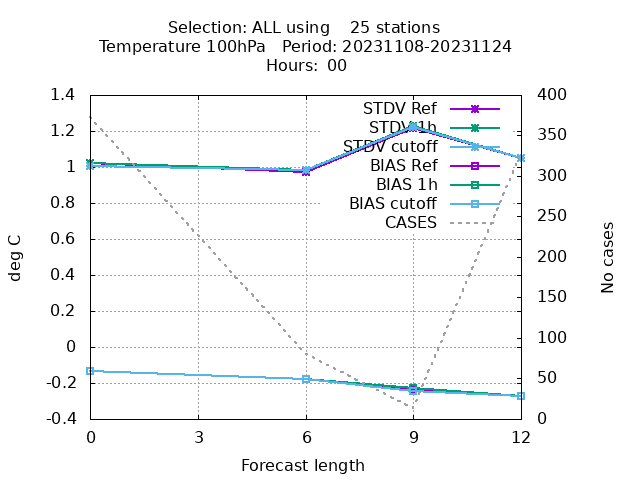 Selection: ALL using    25 stations
Temperature 100hPa   Period: 20231108-20231124
Hours:  00
1.4
1.2
1
0.8
0.6
0.4
0.2
0
-0.2
-0.4
deg C
STDV Ref
STDV 1h
STDV cutoff
BIAS Ref
BIAS 1h
BIAS cutoff
CASES
400
350
300
250
200
150
100
50
0
No cases
0 3 6 9 12
Forecast length